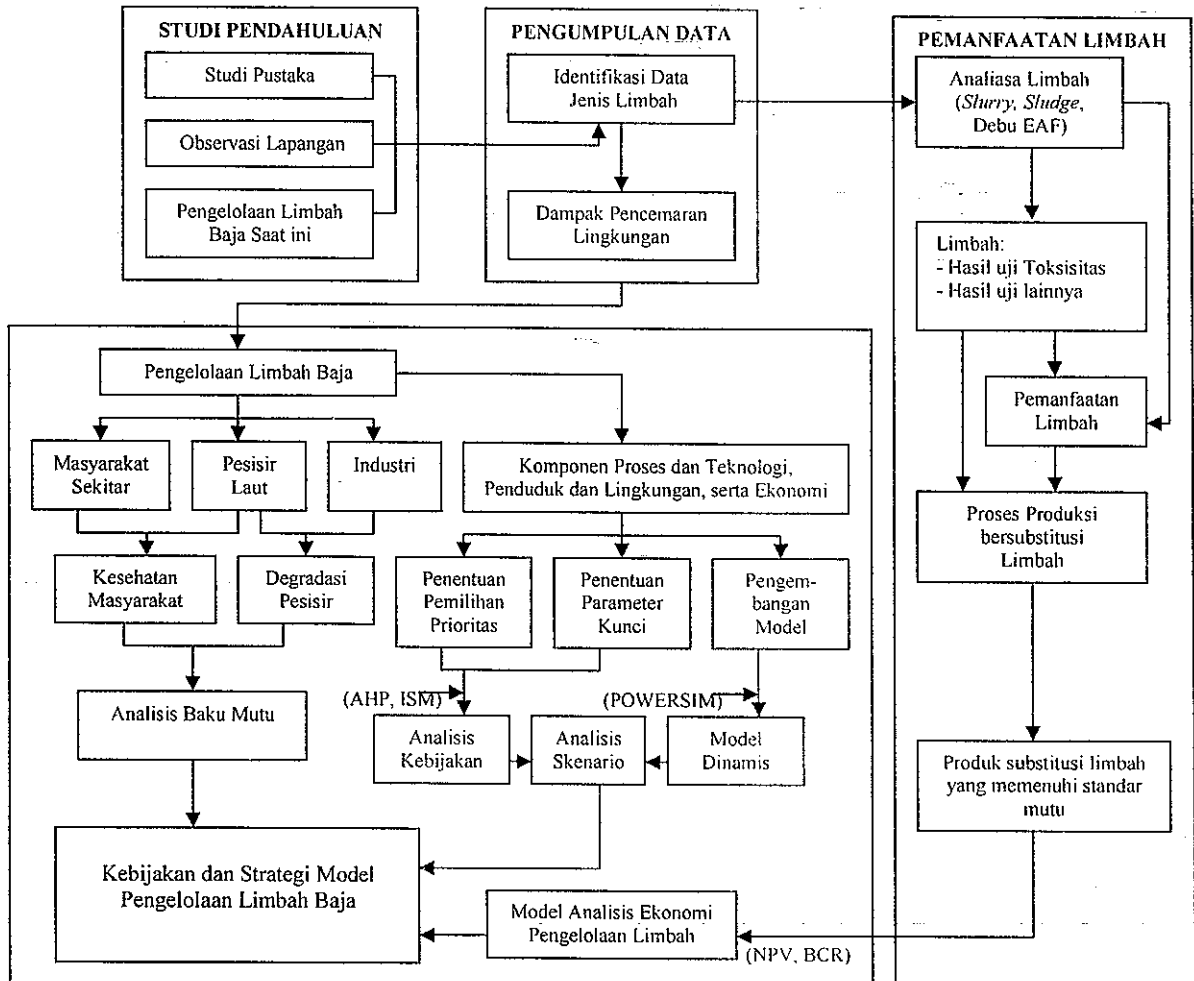 STUDI PENDAHULUAN
Studi Pustaka
Observasi Lapangan
Pengelolaan Limbah
Baja Saat ini
PENGUMPULAN DATA
Identifikasi Data
Jenis Limbah
Dampak Pencemaran
Lingkungan
PEMANFAATAN LIMBAH
Analiasa Limbah
(Slurry, Sludge,
Debu EAF)
Limbah:
- Hasil uji Toksisitas
- Hasil uji lainnya
Pemanfaatan
Limbah
Proses Produksi
bersubstitusi
Limbah
Produk substitusi limbah
yang memenuhi standar
mutu
Pengelolaan Limbah Baja
Masyarakat
Sekitar
Pesisir
Laut
Industri
Komponen Proses dan Teknologi,
Penduduk dan Lingkungan, serta Ekonomi
Kesehatan
Masyarakat
Degradasi
Pesisir
Penentuan
Pemilihan
Prioritas
Penentuan
Parameter
Kunci
Pengem-
bangan
Model
(AHP, ISM)
(POWERSIM)
Analisis Baku Mutu
Analisis
Kebijakan
Analisis
Skenario
Model
Dinamis
Kebijakan dan Strategi Model
Pengelolaan Limbah Baja
Model Analisis Ekonomi
Pengelolaan Limbah
(NPV, BCR)